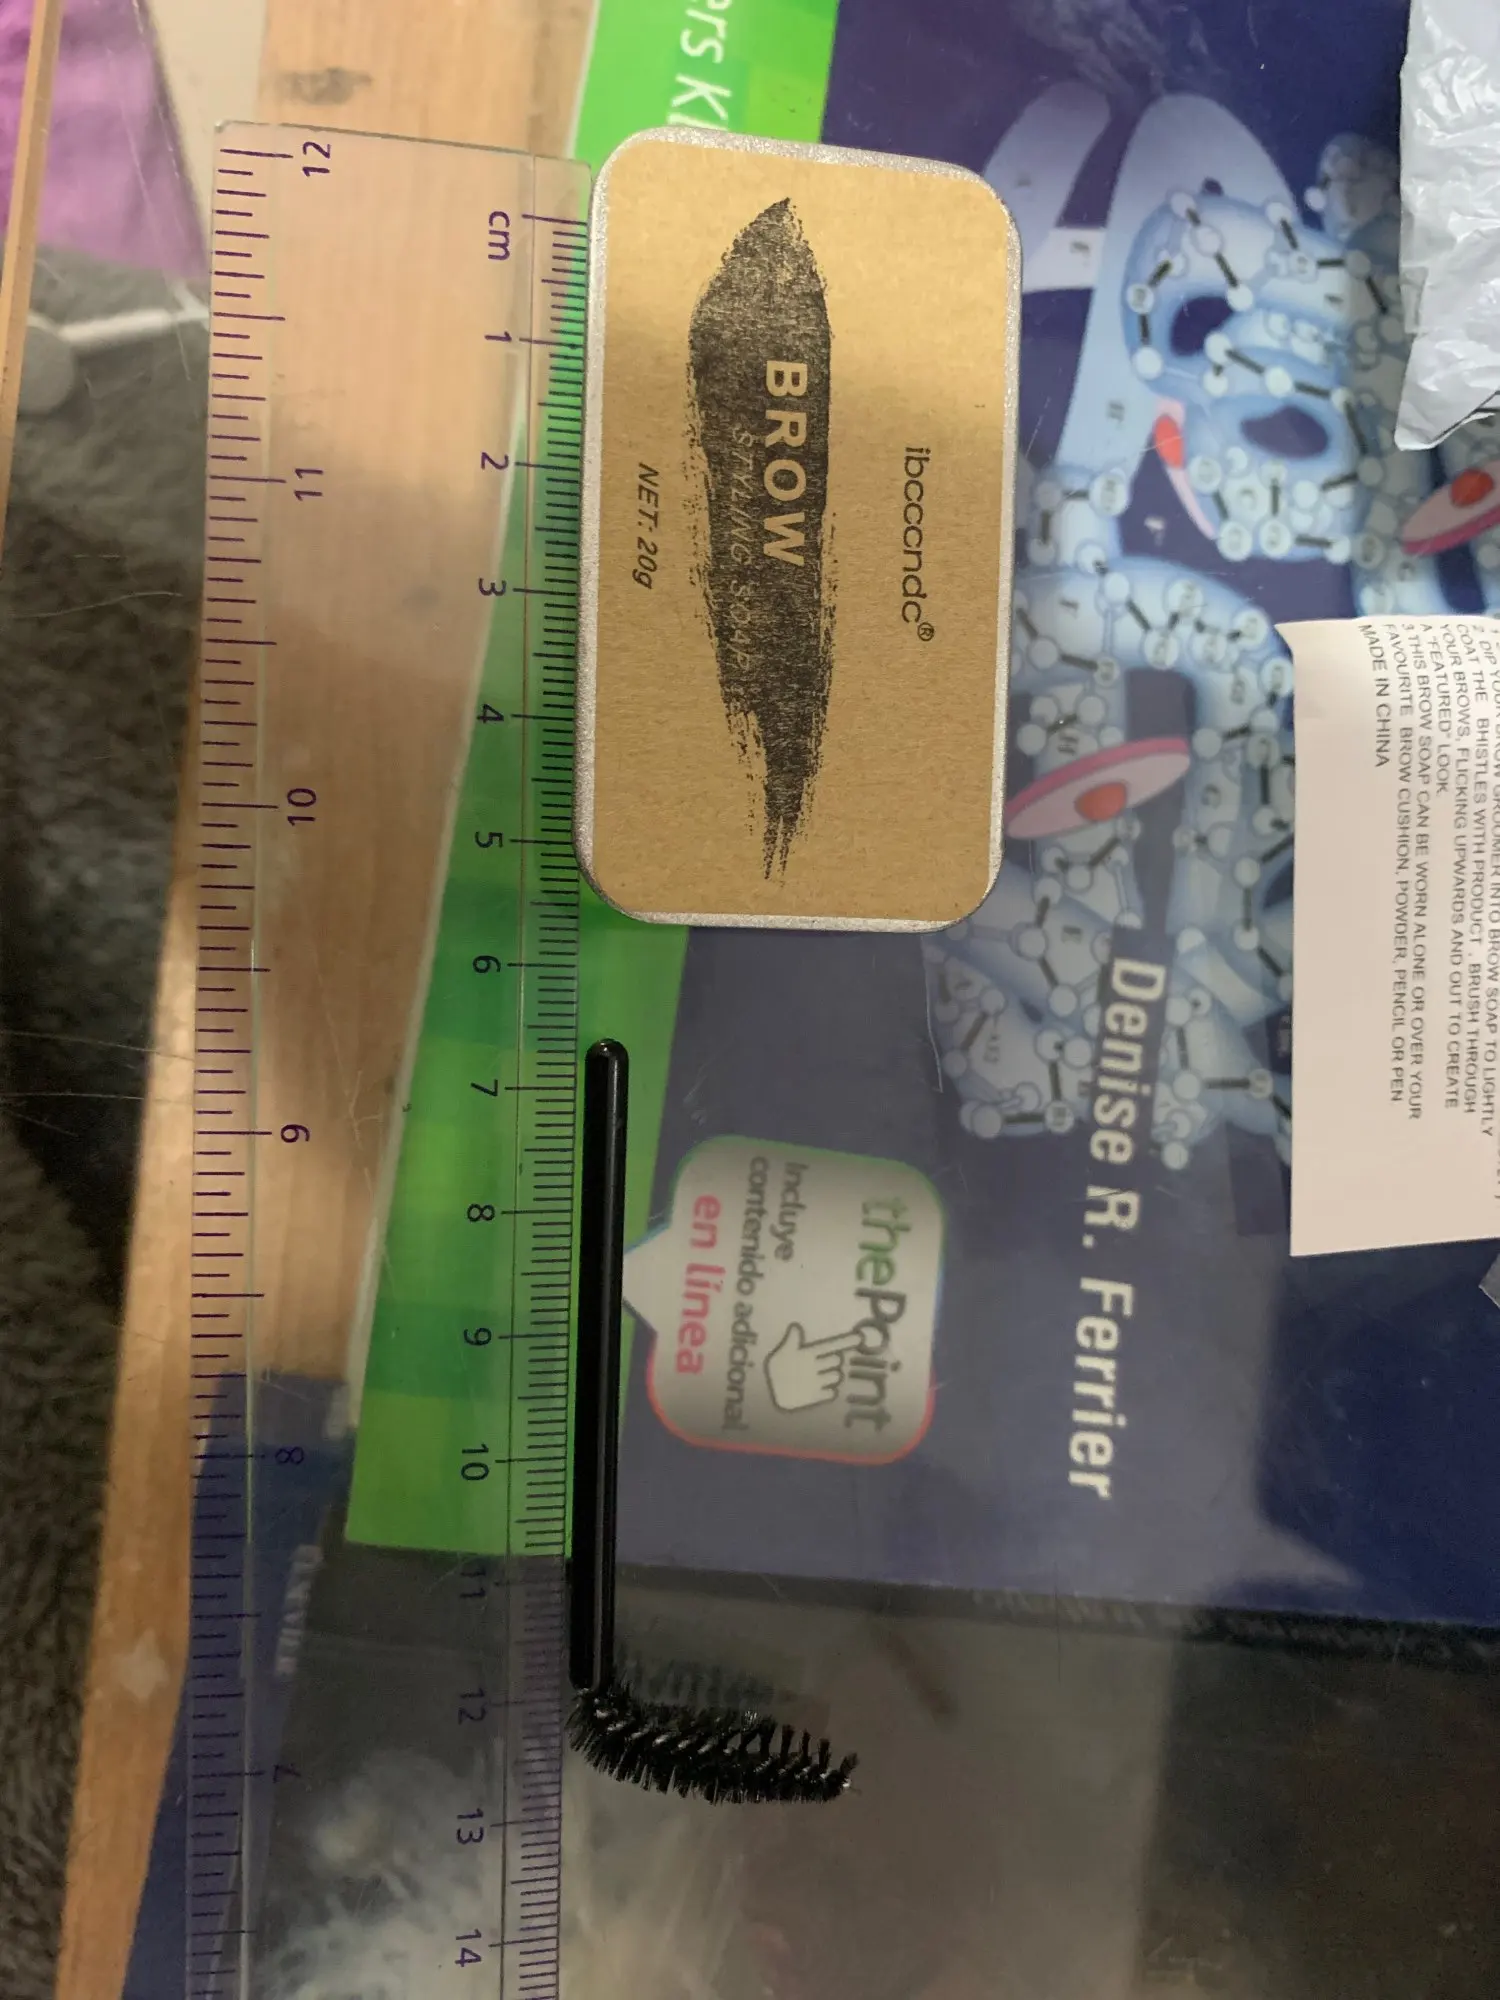 ibcccndc®
BROW
STYLING SOAP
NET: 20g
cm
1
2
3
4
5
6
7
8
9
10
11
12
13
14
12
11
10
9
8
7
ers Kl
Denise R. Ferrier
thePoint
Incluye
contenido adicional
en línea
2 DIP YOUR BROW GROOMER INTO BROW SOAP TO LIGHTLY
COAT THE BHISTLES WITH PRODUCT . BRUSH THROUGH
YOUR BROWS, FLICKING UPWARDS AND OUT TO CREATE
A "FEATURED" LOOK.
3 THIS BROW SOAP CAN BE WORN ALONE OR OVER YOUR
FAVOURITE BROW CUSHION, POWDER, PENCIL OR PEN.
MADE IN CHINA